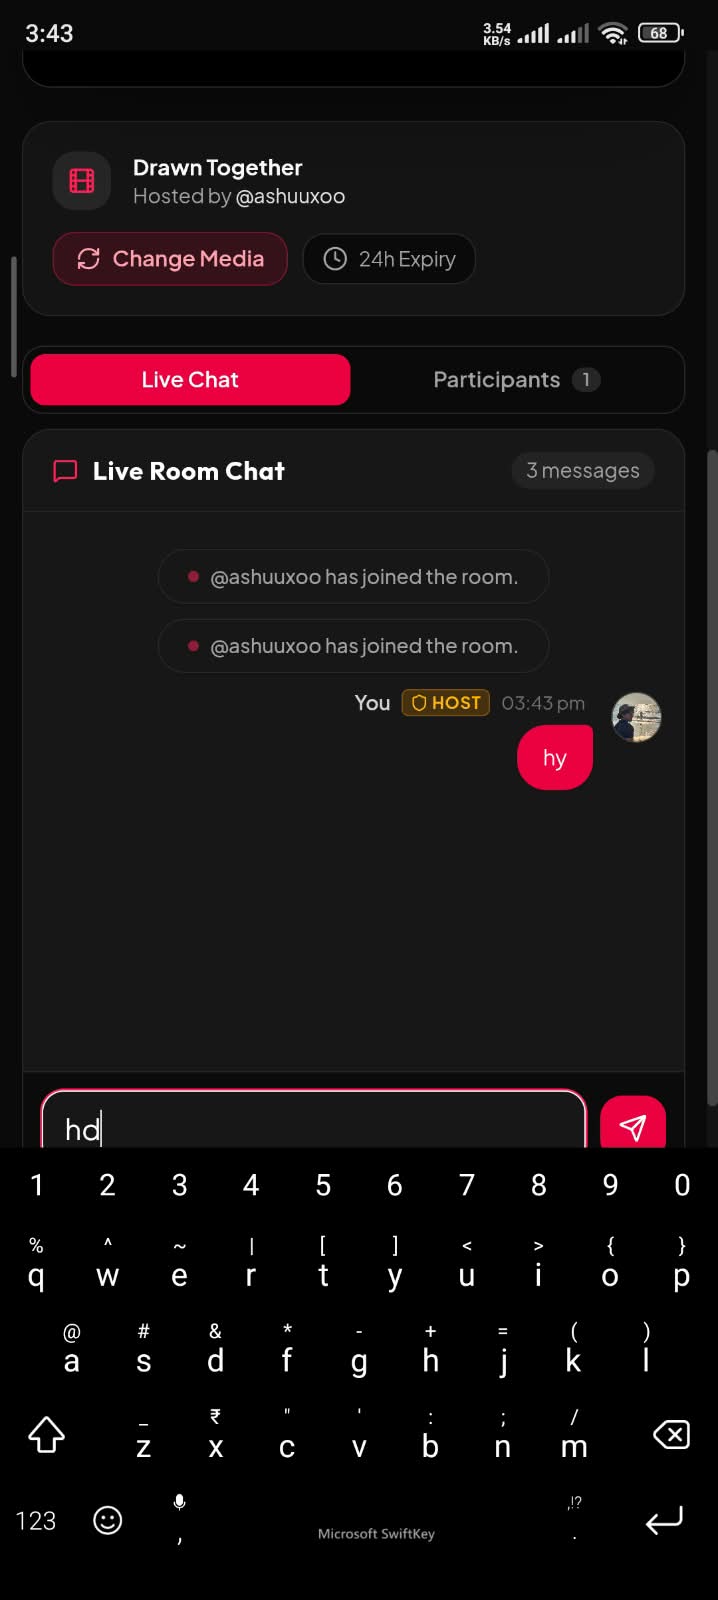 3:43
3.54
KB/s
68
Drawn Together
Hosted by @ashuuxoo
Change Media
24h Expiry
Live Chat
Participants 1
Live Room Chat
3 messages
@ashuuxoo has joined the room.
@ashuuxoo has joined the room.
You HOST 03:43 pm
hy
hd
1 2 3 4 5 6 7 8 9 0
% ^ ~ | [ ] < > { }
q w e r t y u i o p
@ # & * - + = ( )
a s d f g h j k l
_ ₹ " ' : ; /
z x c v b n m
,!?
123 , Microsoft SwiftKey .